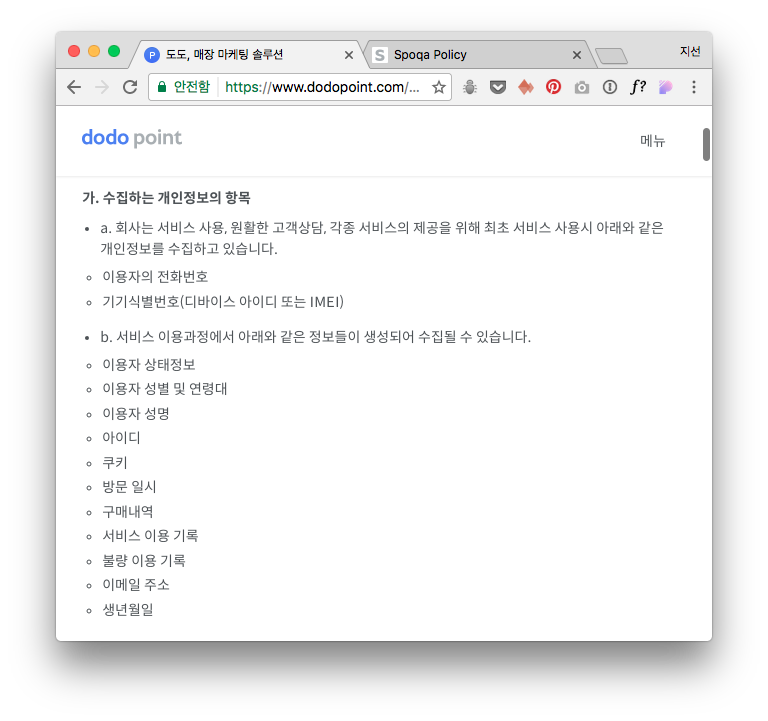 도도, 매장 마케팅 솔루션
Spoqa Policy
지선
안전함 https://www.dodopoint.com/...
f?
dodo point
메뉴
가. 수집하는 개인정보의 항목
a. 회사는 서비스 사용, 원활한 고객상담, 각종 서비스의 제공을 위해 최초 서비스 사용시 아래와 같은
개인정보를 수집하고 있습니다.
이용자의 전화번호
기기식별번호(디바이스 아이디 또는 IMEI)
b. 서비스 이용과정에서 아래와 같은 정보들이 생성되어 수집될 수 있습니다.
이용자 상태정보
이용자 성별 및 연령대
이용자 성명
아이디
쿠키
방문 일시
구매내역
서비스 이용 기록
불량 이용 기록
이메일 주소
생년월일